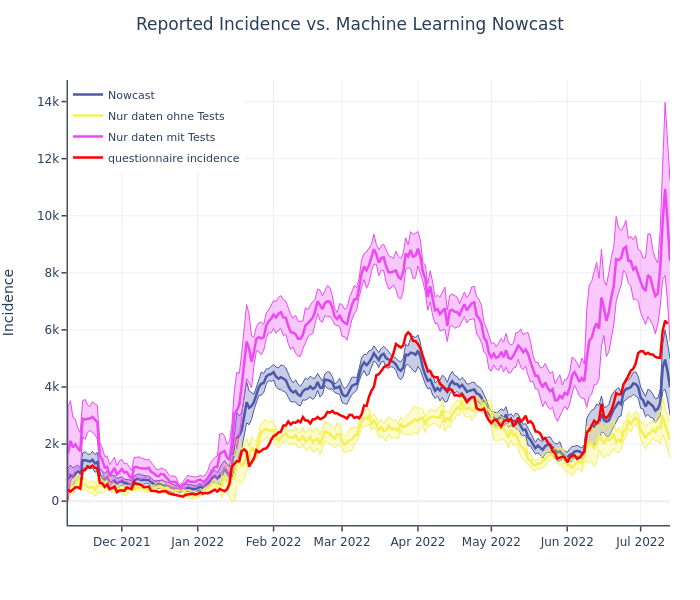 Reported Incidence vs. Machine Learning Nowcast
Nowcast
Nur daten ohne Tests
Nur daten mit Tests
questionnaire incidence
14k
12k
10k
8k
6k
4k
2k
0
Incidence
Dec 2021
Jan 2022
Feb 2022
Mar 2022
Apr 2022
May 2022
Jun 2022
Jul 2022